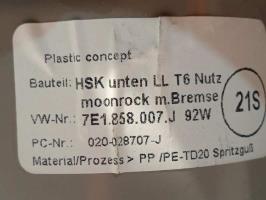 Plastic concept
Bauteil: HSK unten LL T6 Nutz
moonrock m.Bremse
21S
VW-Nr.: 7E1.858.007.J 92W
PC-Nr.: 020-028707-J
Material/Prozess > PP /PE-TD20 Spritzguß